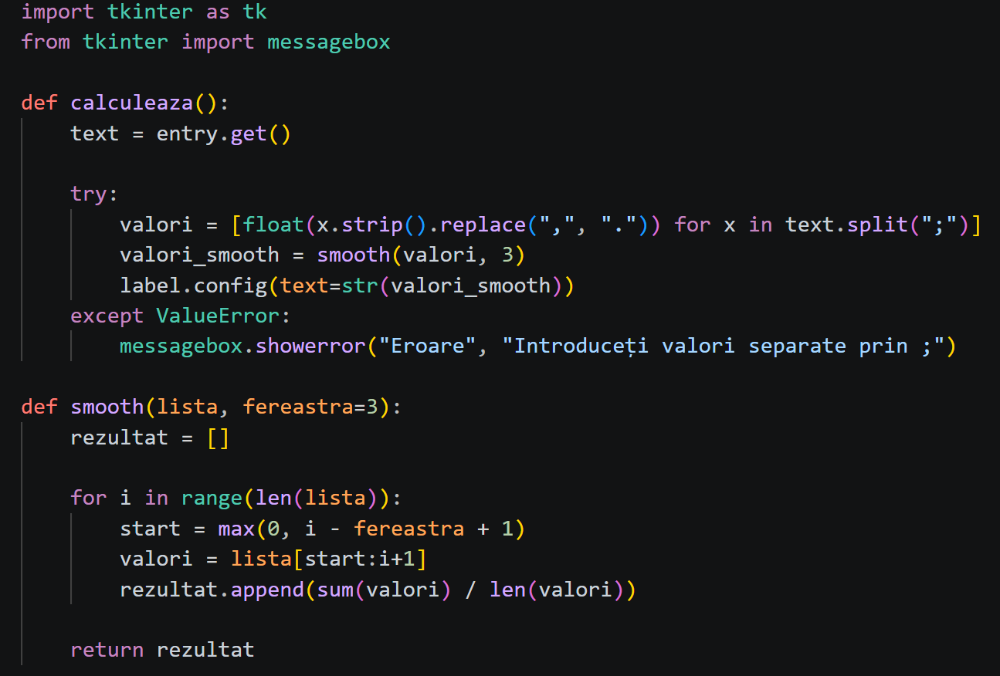 import tkinter as tk
from tkinter import messagebox

def calculeaza():
    text = entry.get()

    try:
        valori = [float(x.strip().replace(",", ".")) for x in text.split(";")]
        valori_smooth = smooth(valori, 3)
        label.config(text=str(valori_smooth))
    except ValueError:
        messagebox.showerror("Eroare", "Introduceți valori separate prin ;")

def smooth(lista, fereastra=3):
    rezultat = []

    for i in range(len(lista)):
        start = max(0, i - fereastra + 1)
        valori = lista[start:i+1]
        rezultat.append(sum(valori) / len(valori))

    return rezultat